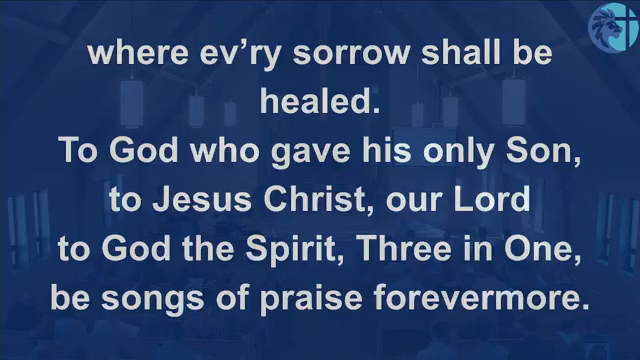 where ev’ry sorrow shall be
healed.
To God who gave his only Son,
to Jesus Christ, our Lord
to God the Spirit, Three in One,
be songs of praise forevermore.